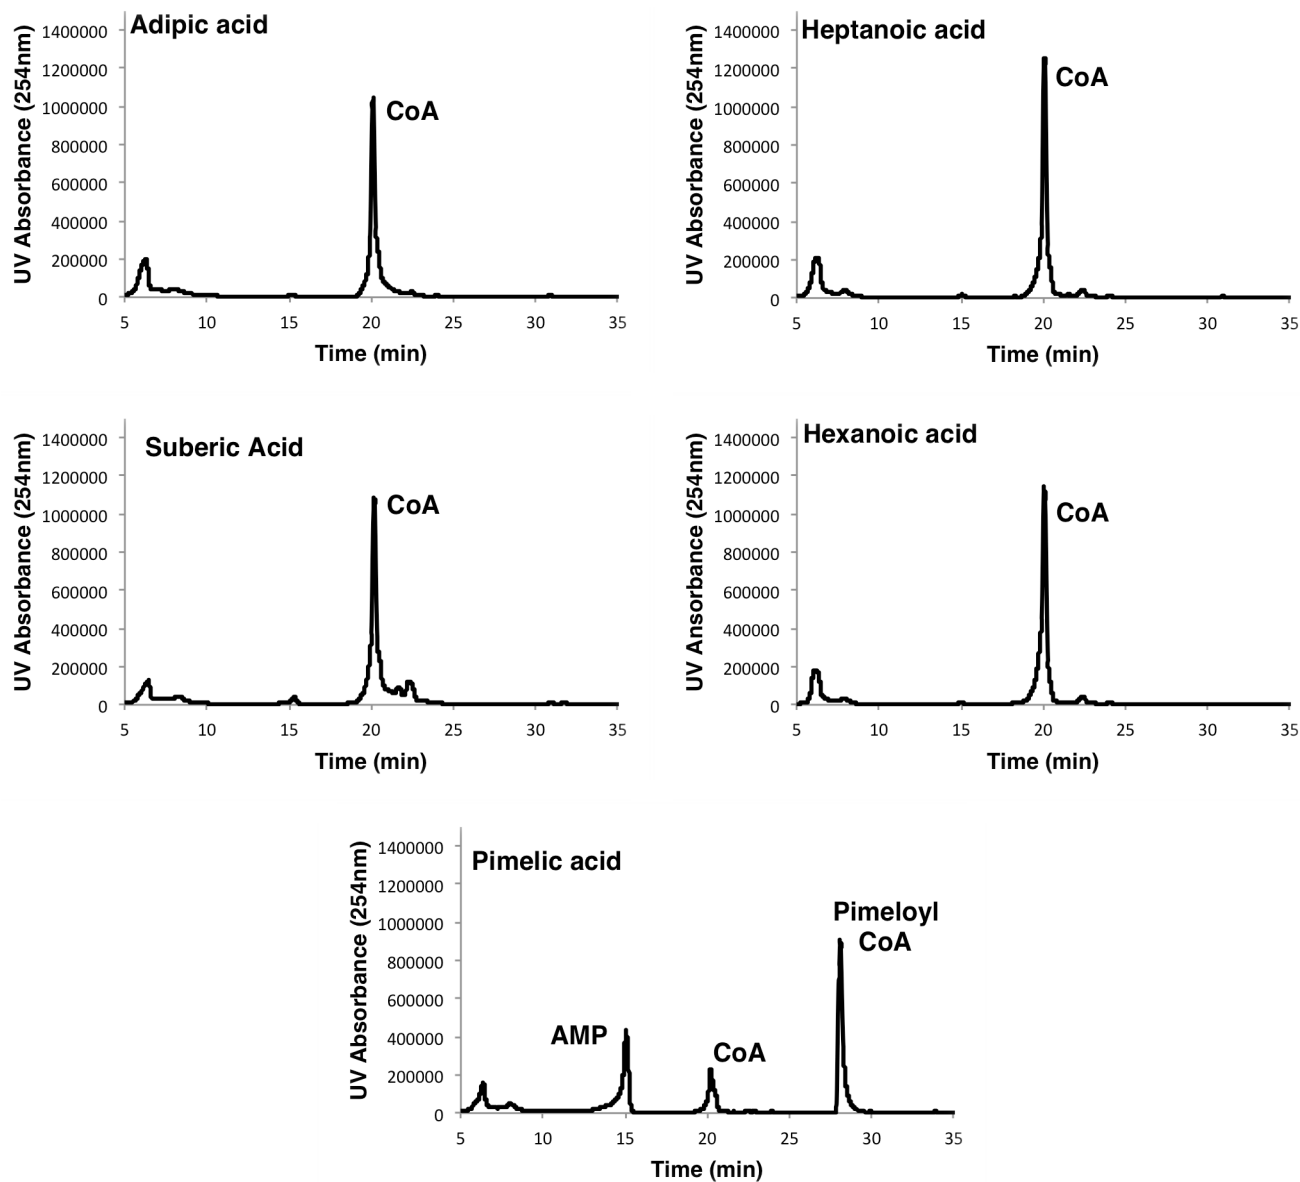 Adipic acid
UV Absorbance (254nm)
1400000
1200000
1000000
800000
600000
400000
200000
0
CoA
5 10 15 20 25 30 35
Time (min)
Heptanoic acid
UV Absorbance (254nm)
1400000
1200000
1000000
800000
600000
400000
200000
0
CoA
5 10 15 20 25 30 35
Time (min)
Suberic Acid
UV Absorbance (254nm)
1400000
1200000
1000000
800000
600000
400000
200000
0
CoA
5 10 15 20 25 30 35
Time (min)
Hexanoic acid
UV Ansorbance (254nm)
1400000
1200000
1000000
800000
600000
400000
200000
0
CoA
5 10 15 20 25 30 35
Time (min)
Pimelic acid
UV Absorbance (254nm)
1400000
1200000
1000000
800000
600000
400000
200000
0
Pimeloyl
CoA
AMP
CoA
5 10 15 20 25 30 35
Time (min)